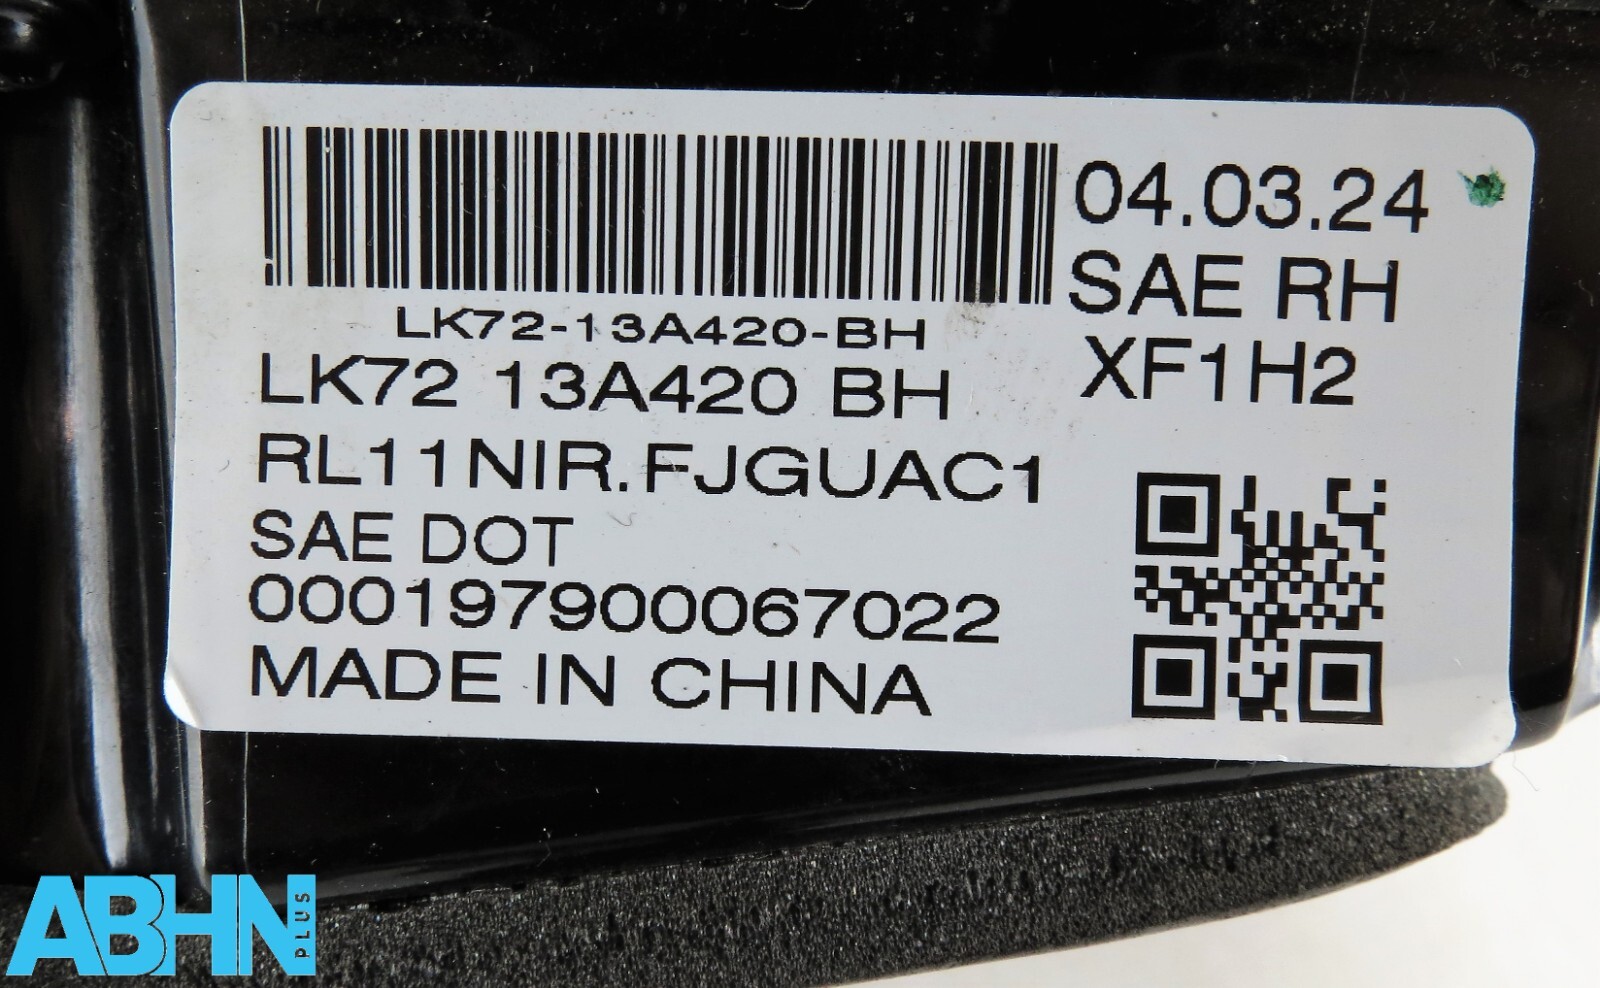 04.03.24
SAE RH
XF1H2
LK72-13A420-BH
LK72 13A420 BH
RL11NIR.FJGUAC1
SAE DOT
000197900067022
MADE IN CHINA
ABHN
PLUS